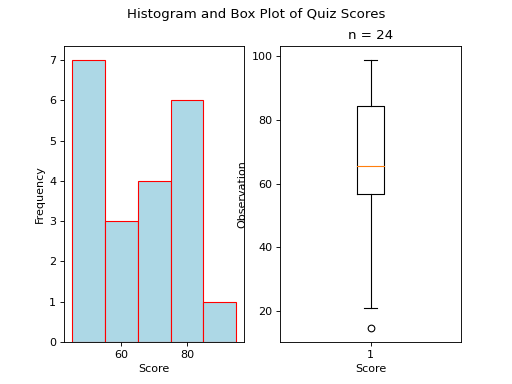 Histogram and Box Plot of Quiz Scores
n = 24
7
6
5
4
3
2
1
0
Frequency
60 80
Score
100
80
60
40
20
Observation
1
Score